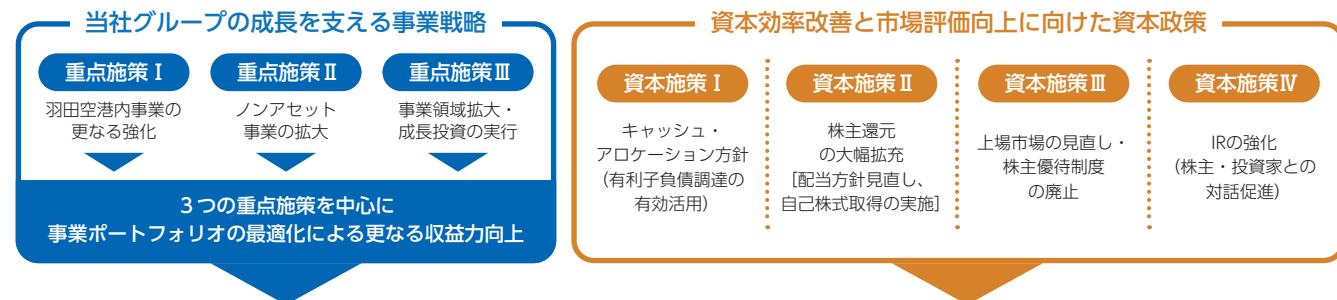 当社グループの成長を支える事業戦略
重点施策Ⅰ
羽田空港内事業の
更なる強化
重点施策Ⅱ
ノンアセット
事業の拡大
重点施策Ⅲ
事業領域拡大・
成長投資の実行
3つの重点施策を中心に
事業ポートフォリオの最適化による更なる収益力向上
資本効率改善と市場評価向上に向けた資本政策
資本施策Ⅰ
キャッシュ・
アロケーション方針
(有利子負債調達の
有効活用)
資本施策Ⅱ
株主還元
の大幅拡充
[配当方針見直し、
自己株式取得の実施]
資本施策Ⅲ
上場市場の見直し・
株主優待制度
の廃止
資本施策Ⅳ
IRの強化
(株主・投資家との
対話促進)